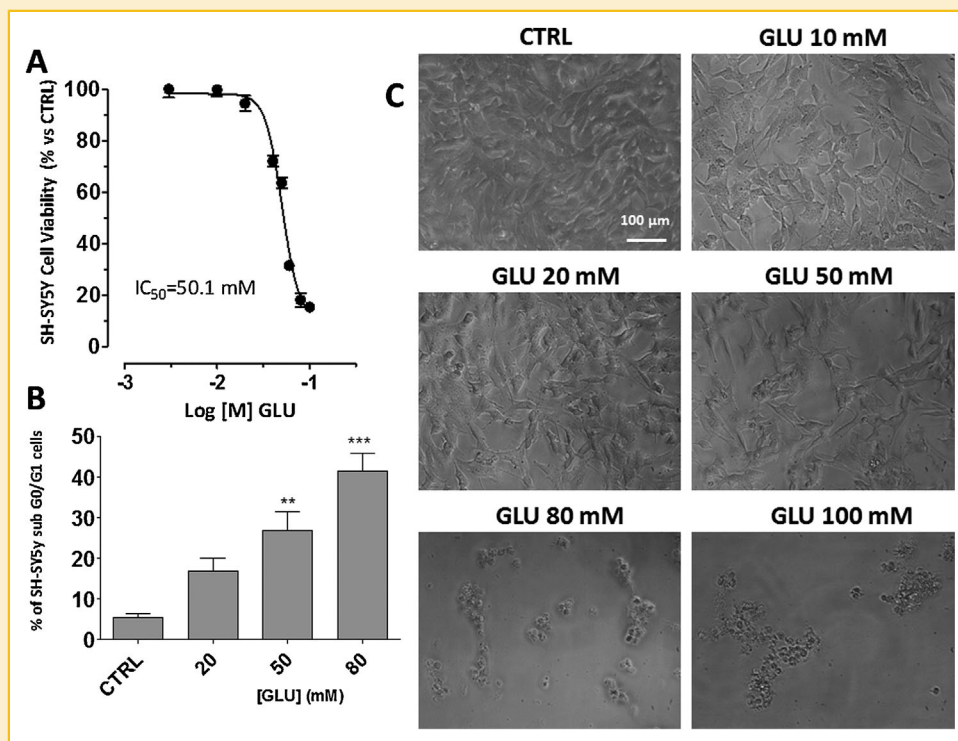 A
SH-SY5Y Cell Viability (% vs CTRL)
100
80
60
40
20
0
IC50=50.1 mM
-3
-2
-1
Log [M] GLU
B
% of SH-SY5y sub G0/G1 cells
50
40
30
20
10
0
**
***
CTRL
20
50
80
[GLU] (mM)
C
CTRL
GLU 10 mM
100 µm
GLU 20 mM
GLU 50 mM
GLU 80 mM
GLU 100 mM